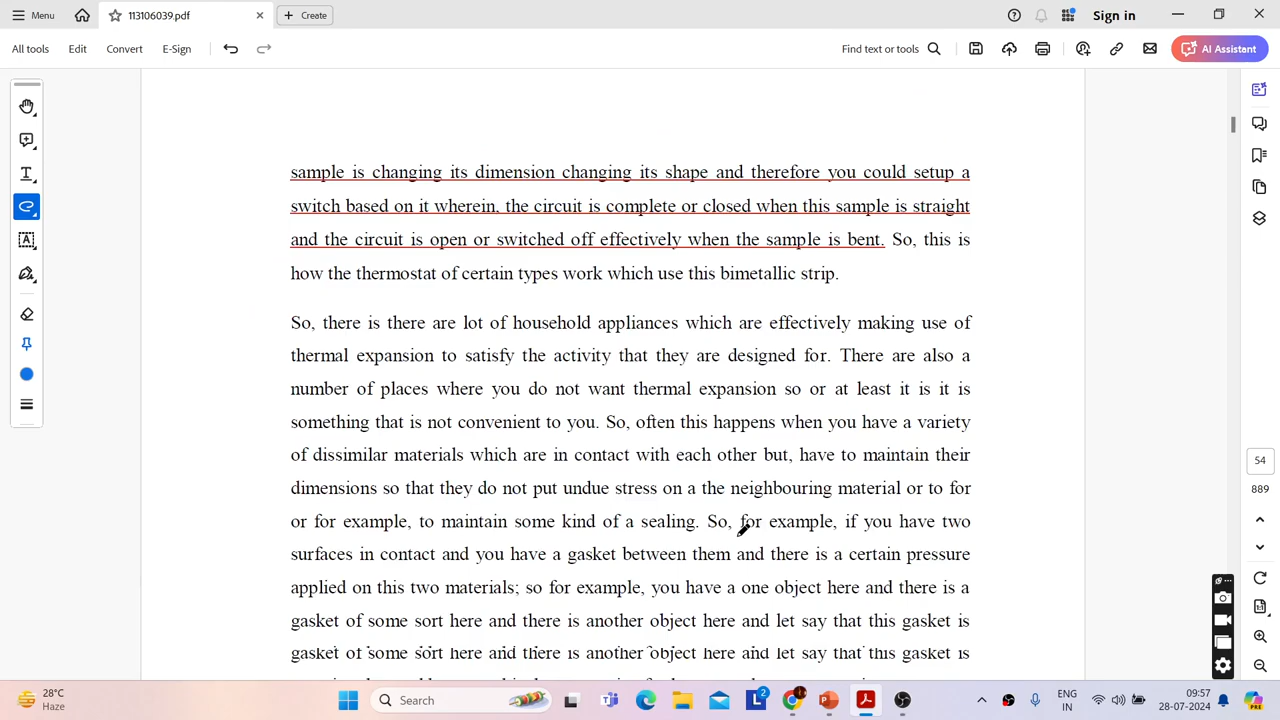 Menu
113106039.pdf
Create
Sign in
All tools
Edit
Convert
E-Sign
Find text or tools
AI Assistant
sample is changing its dimension changing its shape and therefore you could setup a
switch based on it wherein, the circuit is complete or closed when this sample is straight
and the circuit is open or switched off effectively when the sample is bent. So, this is
how the thermostat of certain types work which use this bimetallic strip.
So, there is there are lot of household appliances which are effectively making use of
thermal expansion to satisfy the activity that they are designed for. There are also a
number of places where you do not want thermal expansion so or at least it is it is
something that is not convenient to you. So, often this happens when you have a variety
of dissimilar materials which are in contact with each other but, have to maintain their
dimensions so that they do not put undue stress on a the neighbouring material or to for
or for example, to maintain some kind of a sealing. So, for example, if you have two
surfaces in contact and you have a gasket between them and there is a certain pressure
applied on this two materials; so for example, you have a one object here and there is a
gasket of some sort here and there is another object here and let say that this gasket is
gasket of some sort here and there is another object here and let say that this gasket is
54
889
28°C
Haze
Search
2
ENG
IN
09:57
28-07-2024
PRE